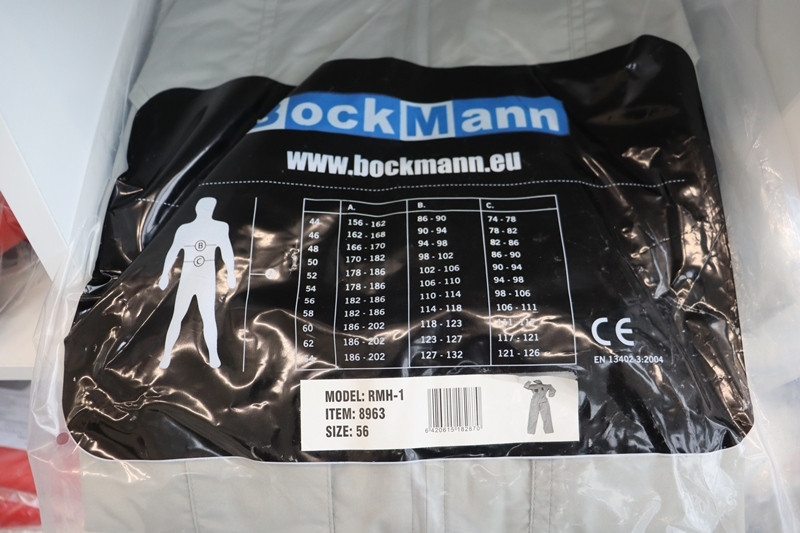 BockMann
www.bockmann.eu
A. B. C.
44 156 - 162 86 - 90 74 - 78
46 162 - 168 90 - 94 78 - 82
48 166 - 170 94 - 98 82 - 86
50 170 - 182 98 - 102 86 - 90
52 178 - 186 102 - 106 90 - 94
54 178 - 186 106 - 110 94 - 98
56 182 - 186 110 - 114 98 - 106
58 182 - 186 114 - 118 106 - 111
60 186 - 202 118 - 123
62 186 - 202 123 - 127 117 - 121
186 - 202 127 - 132 121 - 126
B
C
CE
EN 13402-3:2004
MODEL: RMH-1
ITEM: 8963
SIZE: 56
8 420615 182870